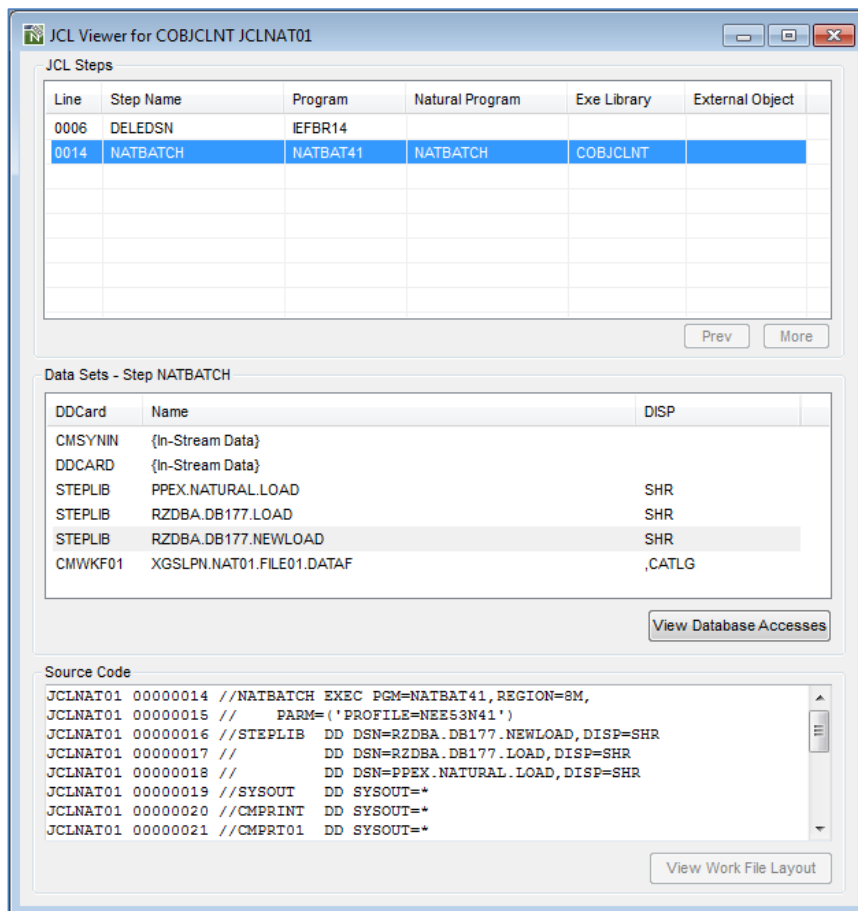 JCL Viewer for COBJCLNT JCLNAT01
JCL Steps
Line Step Name Program Natural Program Exe Library External Object
0006 DELEDSN IEFBR14
0014 NATBATCH NATBAT41 NATBATCH COBJCLNT
Prev More
Data Sets - Step NATBATCH
DDCard Name DISP
CMSYNIN {In-Stream Data}
DDCARD {In-Stream Data}
STEPLIB PPEX.NATURAL.LOAD SHR
STEPLIB RZDBA.DB177.LOAD SHR
STEPLIB RZDBA.DB177.NEWLOAD SHR
CMWKF01 XGSLPN.NAT01.FILE01.DATAF ,CATLG
View Database Accesses
Source Code
JCLNAT01 00000014 //NATBATCH EXEC PGM=NATBAT41,REGION=8M,
JCLNAT01 00000015 // PARM=('PROFILE=NEE53N41')
JCLNAT01 00000016 //STEPLIB DD DSN=RZDBA.DB177.NEWLOAD,DISP=SHR
JCLNAT01 00000017 // DD DSN=RZDBA.DB177.LOAD,DISP=SHR
JCLNAT01 00000018 // DD DSN=PPEX.NATURAL.LOAD,DISP=SHR
JCLNAT01 00000019 //SYSOUT DD SYSOUT=*
JCLNAT01 00000020 //CMPRINT DD SYSOUT=*
JCLNAT01 00000021 //CMPRT01 DD SYSOUT=*
View Work File Layout